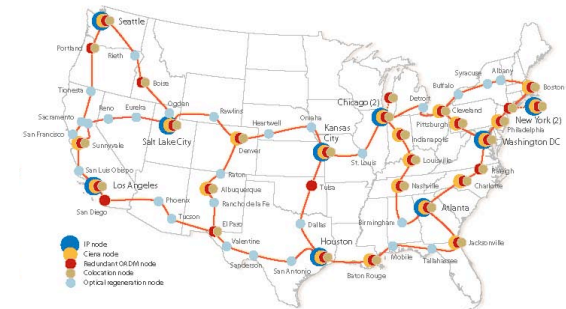 Seattle
Portland
Rieth
Boise
Tionesta
Ogden
Reno
Eureka
Rawlins
Sacramento
San Francisco
Sunnyvale
Salt Lake City
Heartwell
Omaha
Denver
Kansas
City
St. Louis
Chicago (2)
Detroit
Buffalo
Syracuse
Albany
Boston
Cleveland
New York (2)
Pittsburgh
Philadelphia
Washington DC
Indianapolis
Louisville
Raleigh
Nashville
Charlotte
San Luis Obispo
Los Angeles
San Diego
Phoenix
Tucson
Raton
Albuquerque
Rancho de la Fe
El Paso
Tulsa
Dallas
Valentine
Sanderson
San Antonio
Houston
Baton Rouge
Birmingham
Atlanta
Mobile
Tallahassee
Jacksonville
IP node
Ciena node
Redundant OADM node
Colocation node
Optical regeneration node